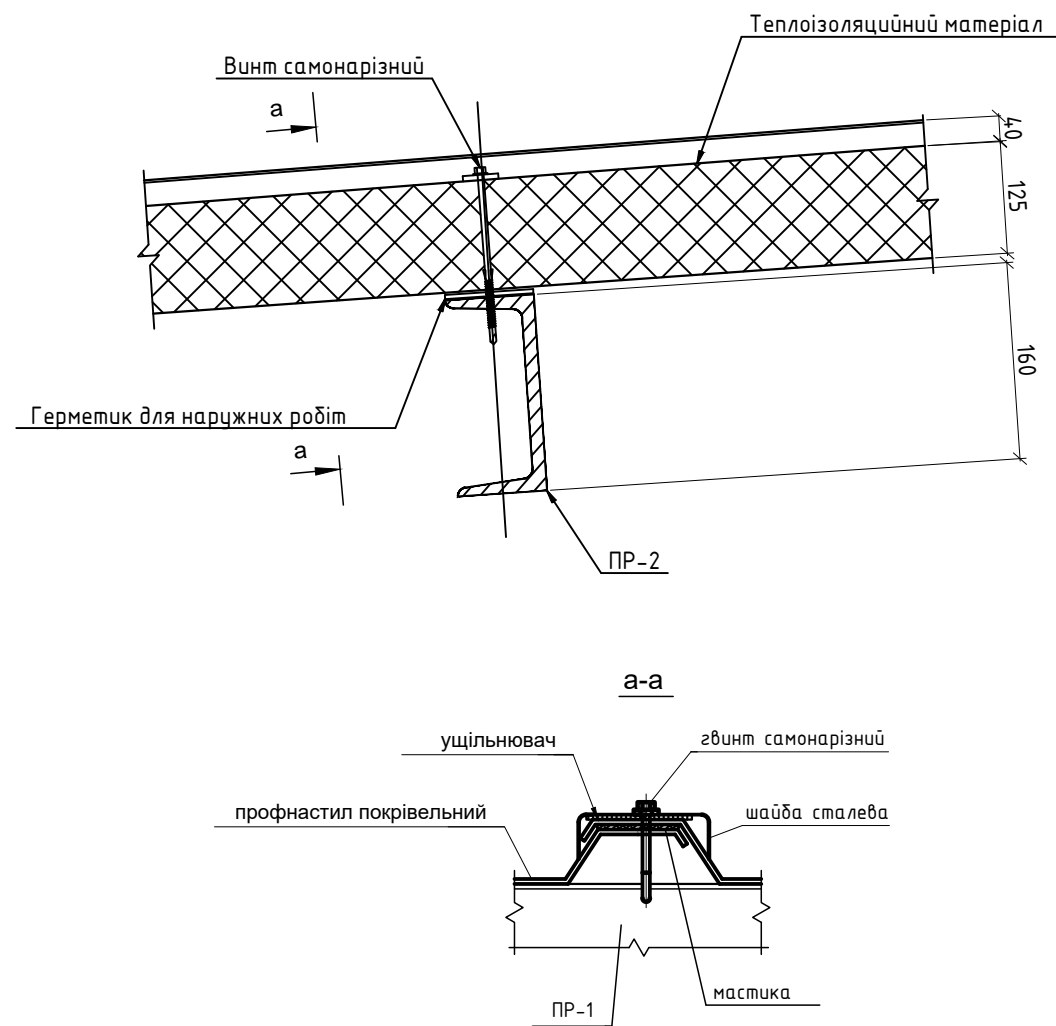 Теплоізоляцийний матеріал
Винт самонарізний
а
40
125
160
Герметик для наружних робіт
а
ПР-2
а-а
ущільнювач
гвинт самонарізний
профнастил покрівельний
шайба сталева
мастика
ПР-1